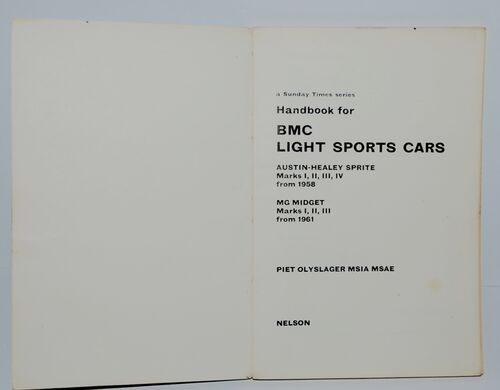 a Sunday Times series
Handbook for
BMC
LIGHT SPORTS CARS
AUSTIN-HEALEY SPRITE
Marks I, II, III, IV
from 1958
MG MIDGET
Marks I, II, III
from 1961
PIET OLYSLAGER MSIA MSAE
NELSON